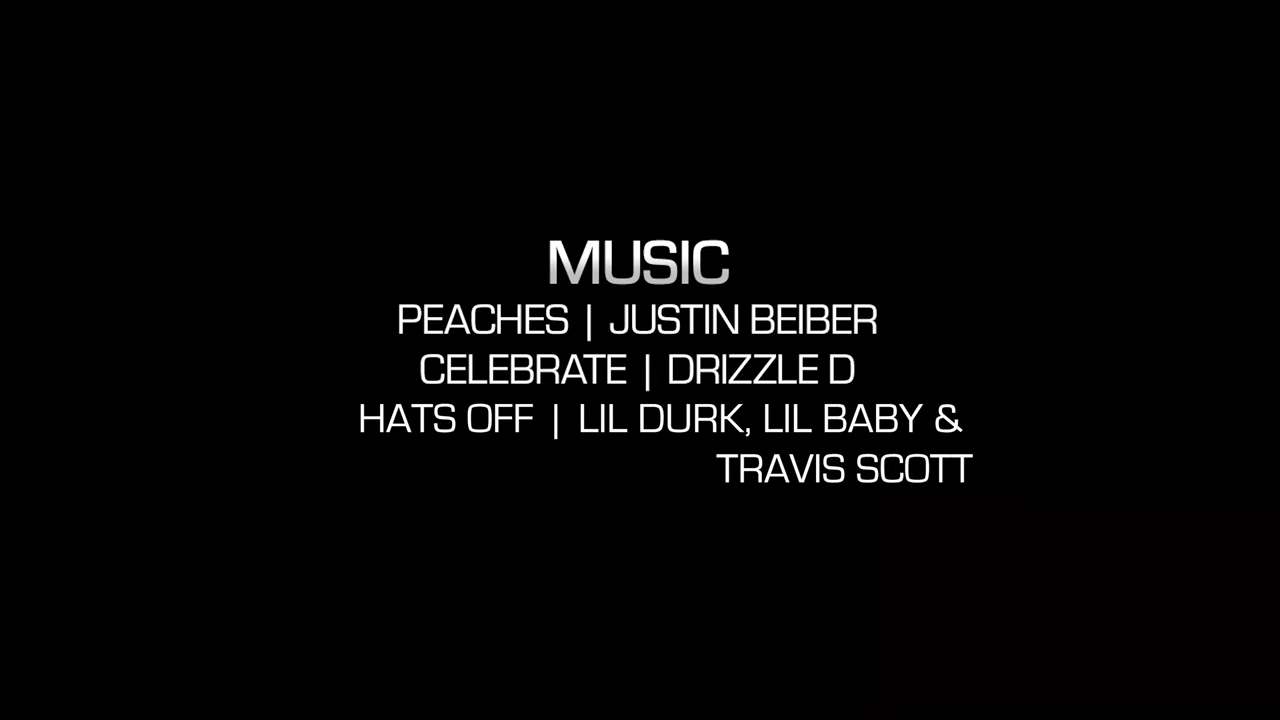 MUSIC
PEACHES | JUSTIN BEIBER
CELEBRATE | DRIZZLE D
HATS OFF | LIL DURK, LIL BABY &
TRAVIS SCOTT